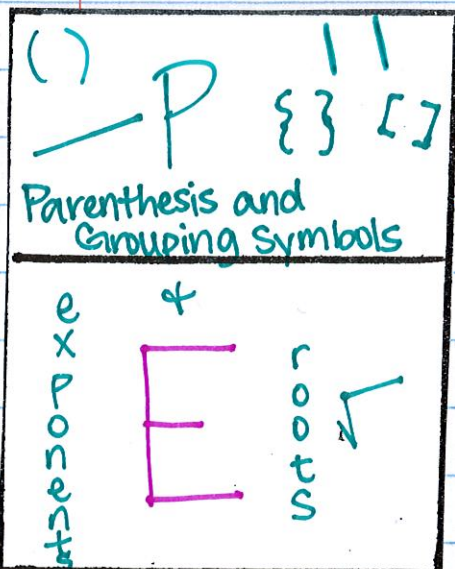 ( ) | |
— P { } [ ]
Parenthesis and
Grouping Symbols
exponents
&
E
roots √